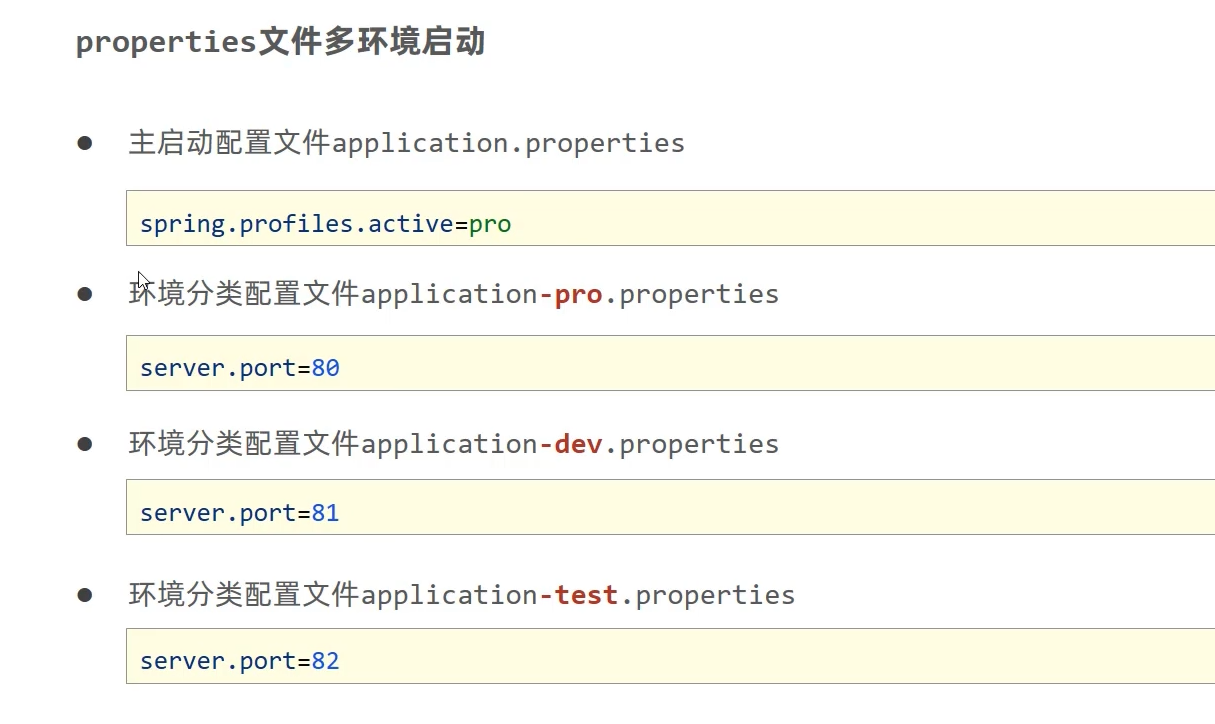 properties文件多环境启动
● 主启动配置文件application.properties
spring.profiles.active=pro
● 环境分类配置文件application-pro.properties
server.port=80
● 环境分类配置文件application-dev.properties
server.port=81
● 环境分类配置文件application-test.properties
server.port=82